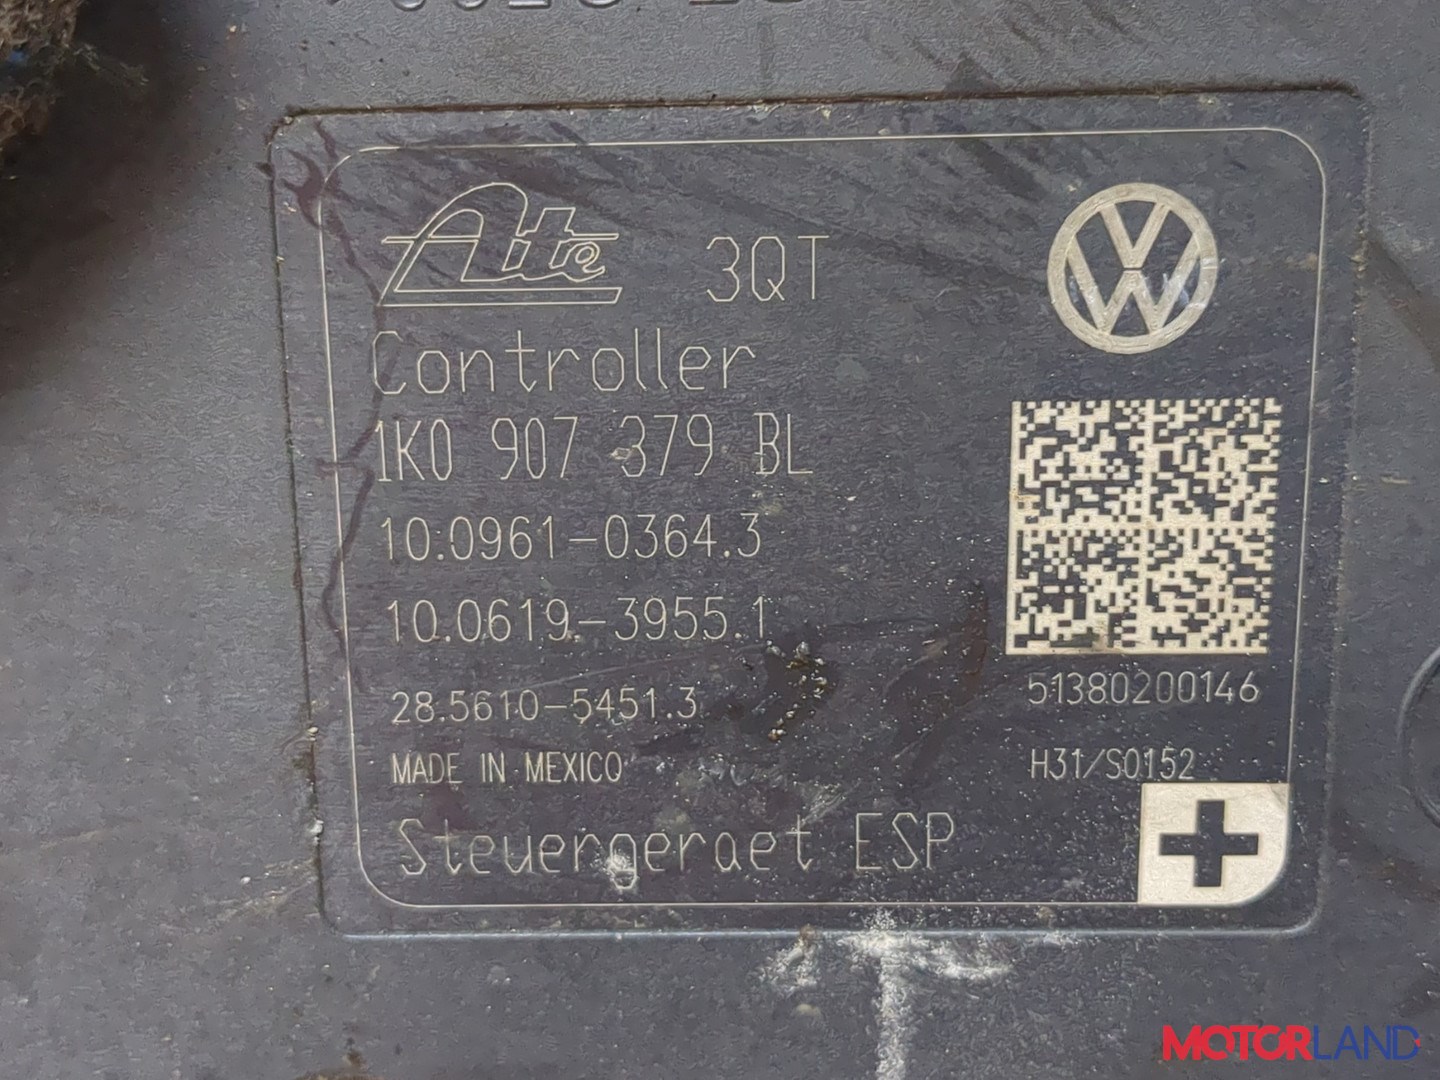 Ate 3QT
Controller
1K0 907 379 BL
10.0961-0364.3
10.0619-3955.1
28.5610-5451.3
51380200146
MADE IN MEXICO
H31/S0152
Steuergeraet ESP
MOTORLAND